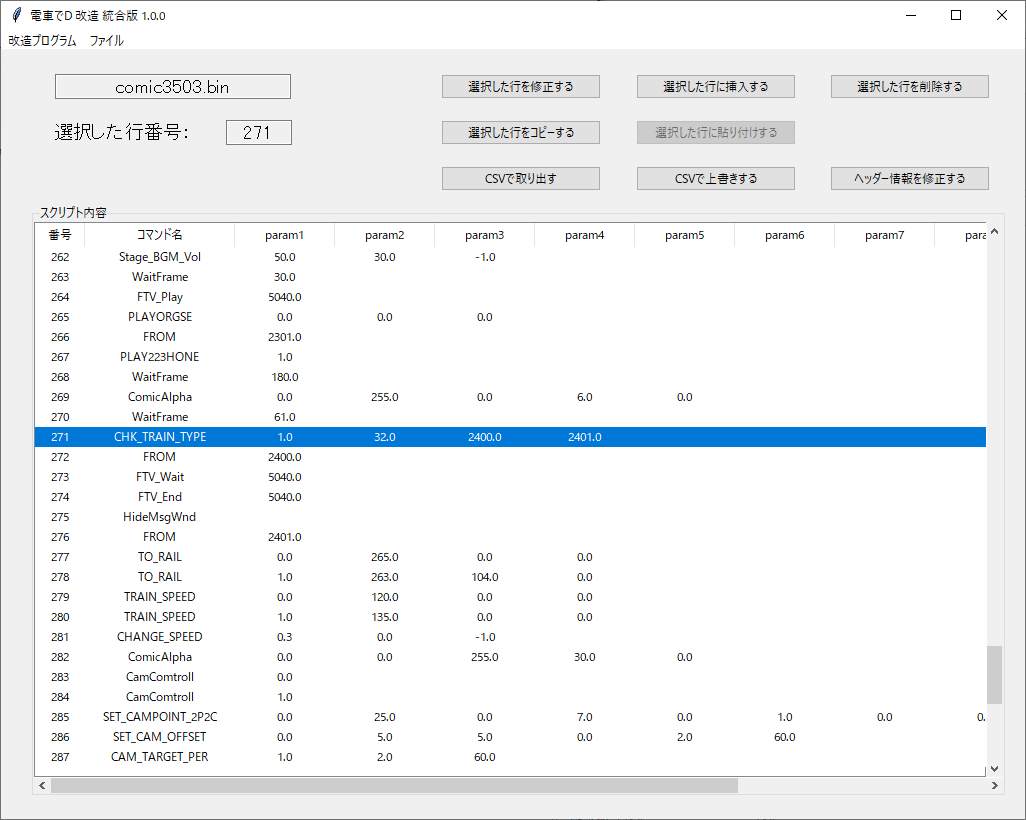 電車でD 改造 統合版 1.0.0
改造プログラム ファイル
comic3503.bin
選択した行番号: 271
選択した行を修正する 選択した行に挿入する 選択した行を削除する
選択した行をコピーする 選択した行に貼り付けする
CSVで取り出す CSVで上書きする ヘッダー情報を修正する
スクリプト内容
番号 コマンド名 param1 param2 param3 param4 param5 param6 param7 para
262 Stage_BGM_Vol 50.0 30.0 -1.0
263 WaitFrame 30.0
264 FTV_Play 5040.0
265 PLAYORGSE 0.0 0.0 0.0
266 FROM 2301.0
267 PLAY223HONE 1.0
268 WaitFrame 180.0
269 ComicAlpha 0.0 255.0 0.0 6.0 0.0
270 WaitFrame 61.0
271 CHK_TRAIN_TYPE 1.0 32.0 2400.0 2401.0
272 FROM 2400.0
273 FTV_Wait 5040.0
274 FTV_End 5040.0
275 HideMsgWnd
276 FROM 2401.0
277 TO_RAIL 0.0 265.0 0.0 0.0
278 TO_RAIL 1.0 263.0 104.0 0.0
279 TRAIN_SPEED 0.0 120.0 0.0 0.0
280 TRAIN_SPEED 1.0 135.0 0.0 0.0
281 CHANGE_SPEED 0.3 0.0 -1.0
282 ComicAlpha 0.0 0.0 255.0 30.0 0.0
283 CamComtroll 0.0
284 CamComtroll 1.0
285 SET_CAMPOINT_2P2C 0.0 25.0 0.0 7.0 0.0 1.0 0.0 0.
286 SET_CAM_OFFSET 0.0 5.0 5.0 0.0 2.0 60.0
287 CAM_TARGET_PER 1.0 2.0 60.0